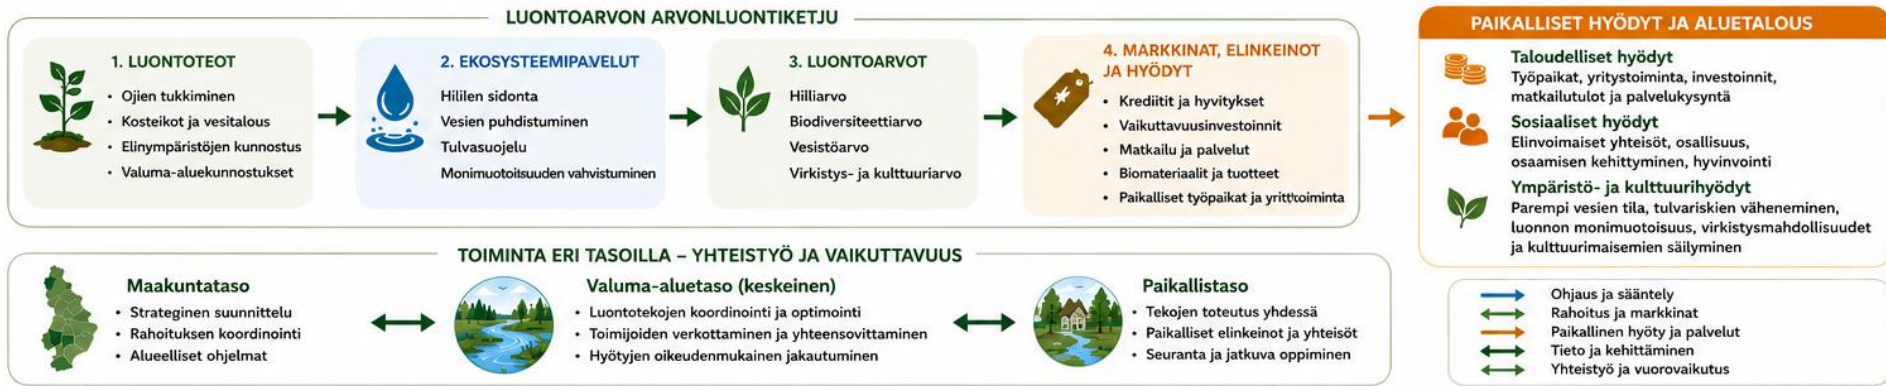 LUONTOARVON ARVONLUONTIKETJU
1. LUONTOTEOT
• Ojien tukkiminen
• Kosteikot ja vesitalous
• Elinympäristöjen kunnostus
• Valuma-aluekunnostukset
2. EKOSYSTEEMIPAVELUT
Hililen sidonta
Vesien puhdistuminen
Tulvasuojelu
Monimuotoisuuden vahvistuminen
3. LUONTOARVOT
Hilliarvo
Biodiversiteettiarvo
Vesistöarvo
Virkistys- ja kulttuuriarvo
4. MARKKINAT, ELINKEINOT
JA HYÖDYT
• Krediitit ja hyvitykset
• Vaikuttavuusinvestoinnit
• Matkailu ja palvelut
• Biomateriaalit ja tuotteet
• Paikalliset työpaikat ja yritttoiminta
PAIKALLISET HYÖDYT JA ALUETALOUS
Taloudelliset hyödyt
Työpaikat, yritystoiminta, investoinnit,
matkailutulot ja palvelukysyntä
Sosiaaliset hyödyt
Elinvoimaiset yhteisöt, osallisuus,
osaamisen kehittyminen, hyvinvointi
Ympäristö- ja kulttuurihyödyt
Parempi vesien tila, tulvariskien väheneminen,
luonnon monimuotoisuus, virkistysmahdollisuudet
ja kulttuurimaisemien säilyminen
TOIMINTA ERI TASOILLA – YHTEISTYÖ JA VAIKUTTAVUUS
Maakuntataso
• Strateginen suunnittelu
• Rahoituksen koordinointi
• Alueelliset ohjelmat
Valuma-aluetaso (keskeinen)
• Luontotekojen koordinointi ja optimointi
• Toimijoiden verkottaminen ja yhteensovittaminen
• Hyötyjen oikeudenmukainen jakautuminen
Paikallistaso
• Tekojen toteutus yhdessä
• Paikalliset elinkeinot ja yhteisöt
• Seuranta ja jatkuva oppiminen
Ohjaus ja sääntely
Rahoitus ja markkinat
Paikallinen hyöty ja palvelut
Tieto ja kehittäminen
Yhteistyö ja vuorovaikutus